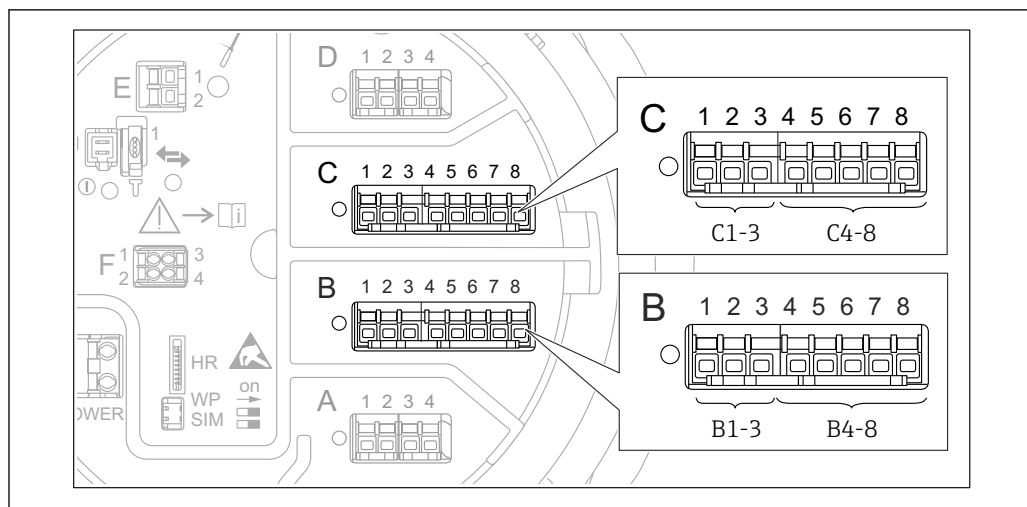 D 1 2 3 4
E 1
2
1
C 1 2 3 4 5 6 7 8
i
F 1 3
2 4
B 1 2 3 4 5 6 7 8
HR
on
WP
SIM
OWER
A 1 2 3 4
C 1 2 3 4 5 6 7 8
C1-3 C4-8
B 1 2 3 4 5 6 7 8
B1-3 B4-8